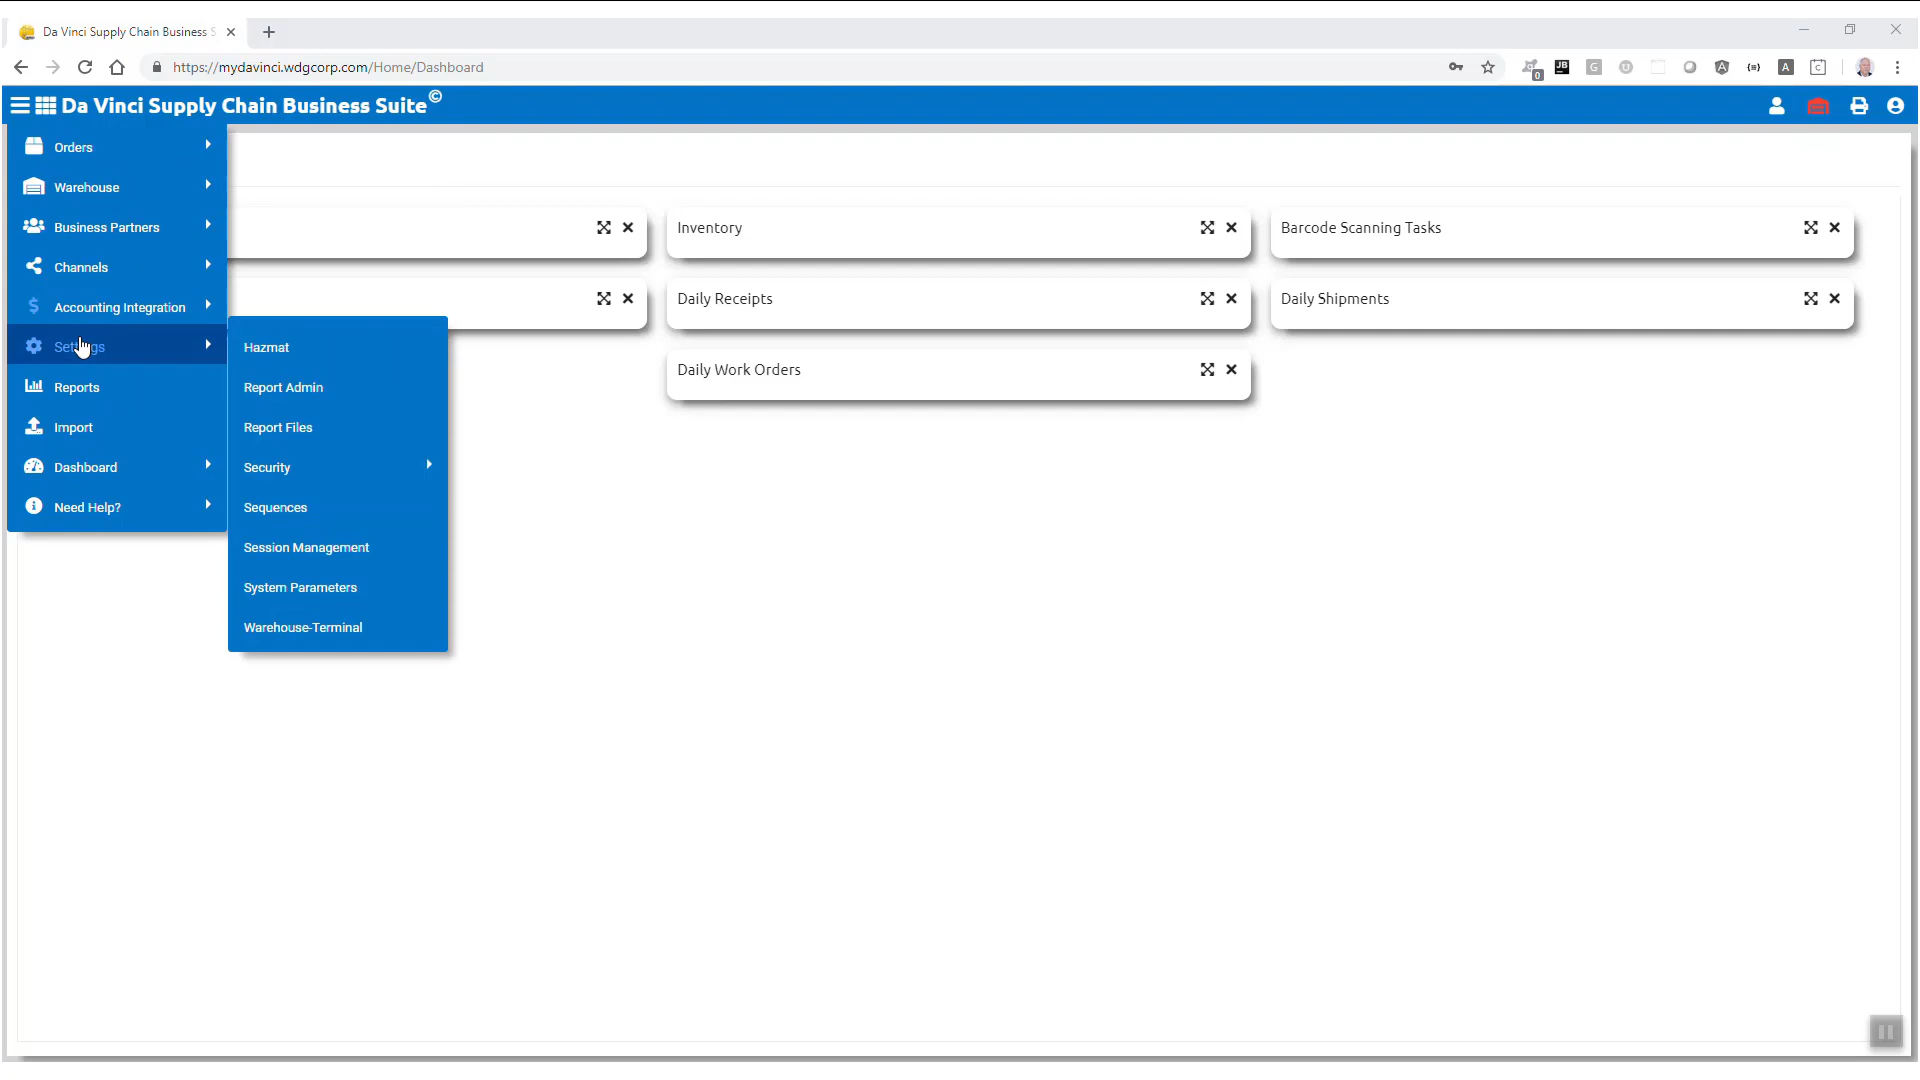 Da Vinci Supply Chain Business S
https://mydavinci.wdgcorp.com/Home/Dashboard
0
JB
G
A
C
Da Vinci Supply Chain Business Suite©
Orders
Warehouse
Business Partners
Channels
Accounting Integration
Settings
Reports
Import
Dashboard
Need Help?
Hazmat
Report Admin
Report Files
Security
Sequences
Session Management
System Parameters
Warehouse-Terminal
Inventory
Barcode Scanning Tasks
Daily Receipts
Daily Shipments
Daily Work Orders